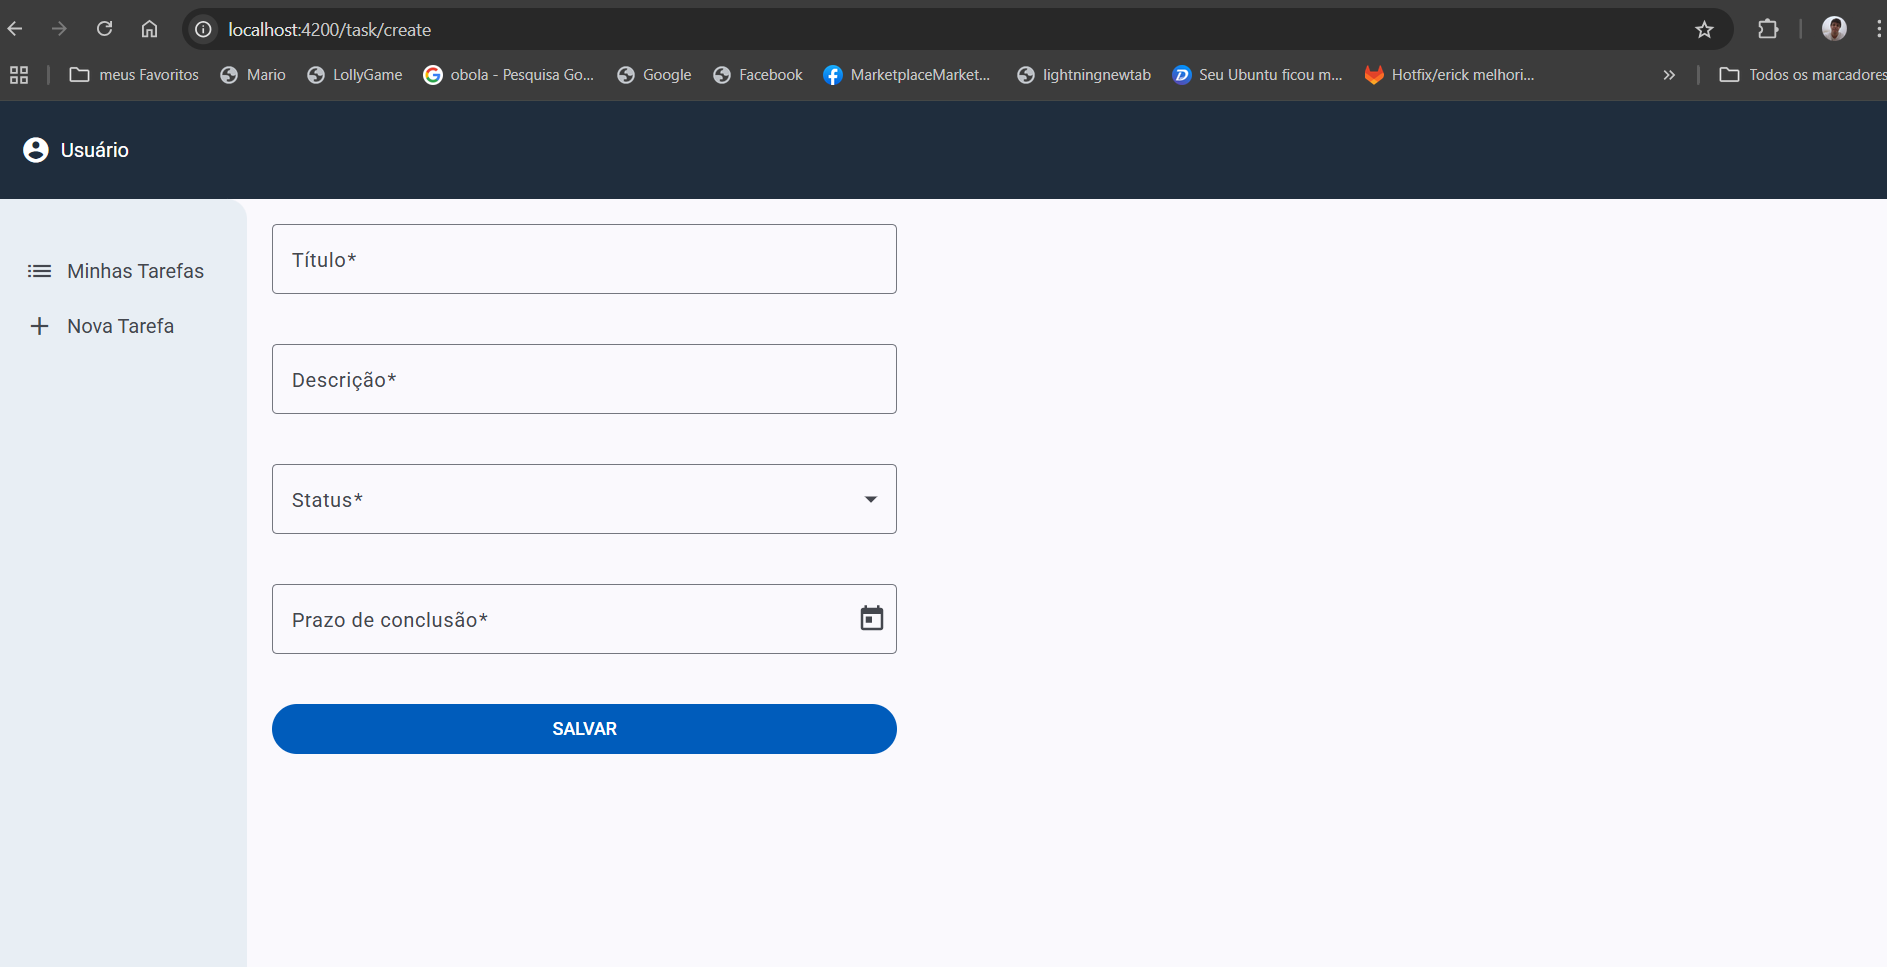 localhost:4200/task/create
meus Favoritos Mario LollyGame obola - Pesquisa Go... Google Facebook MarketplaceMarket... lightningnewtab Seu Ubuntu ficou m... Hotfix/erick melhori... » Todos os marcadores
Usuário
Minhas Tarefas
Nova Tarefa
Título*
Descrição*
Status*
Prazo de conclusão*
SALVAR